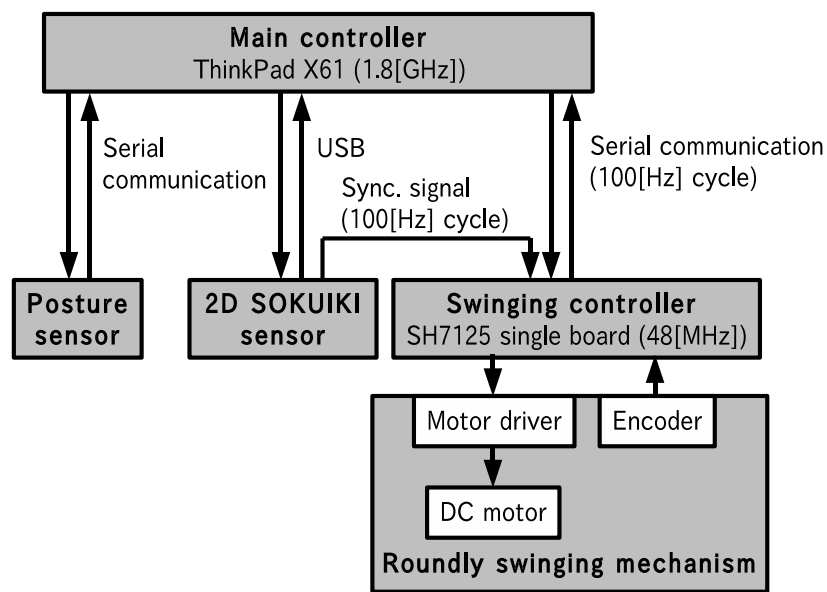 Main controller
ThinkPad X61 (1.8[GHz])
Serial
communication
USB
Sync. signal
(100[Hz] cycle)
Serial communication
(100[Hz] cycle)
Posture
sensor
2D SOKUIKI
sensor
Swinging controller
SH7125 single board (48[MHz])
Motor driver
Encoder
DC motor
Roundly swinging mechanism